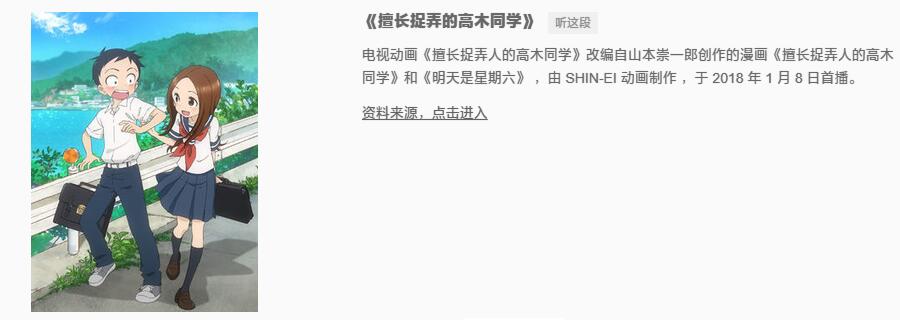 《擅长捉弄的高木同学》 听这段
电视动画《擅长捉弄人的高木同学》改编自山本崇一郎创作的漫画《擅长捉弄人的高木
同学》和《明天是星期六》 ，由 SHIN-EI 动画制作 ，于 2018 年 1 月 8 日首播。
资料来源，点击进入